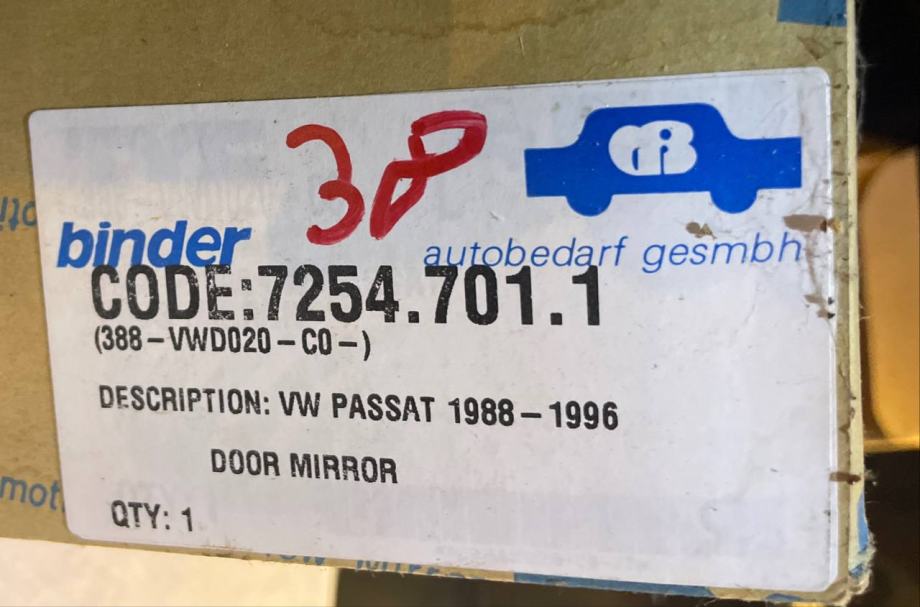 38
binder
autobedarf gesmbh
CODE:7254.701.1
(388-VWD020-C0-)
DESCRIPTION: VW PASSAT 1988-1996
DOOR MIRROR
QTY: 1